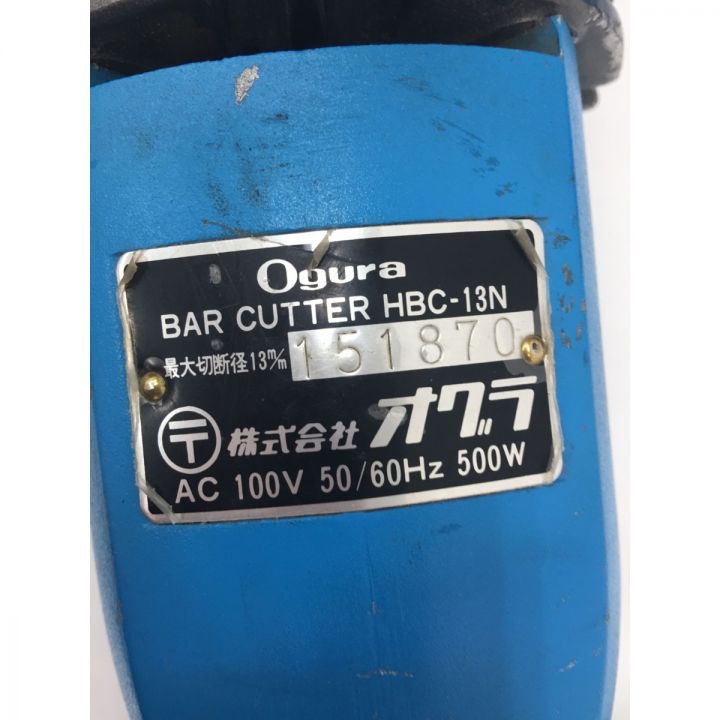 Ogura
BAR CUTTER HBC-13N
最大切断径13m/m 151870
〒 株式会社 オグラ
AC 100V 50/60Hz 500W